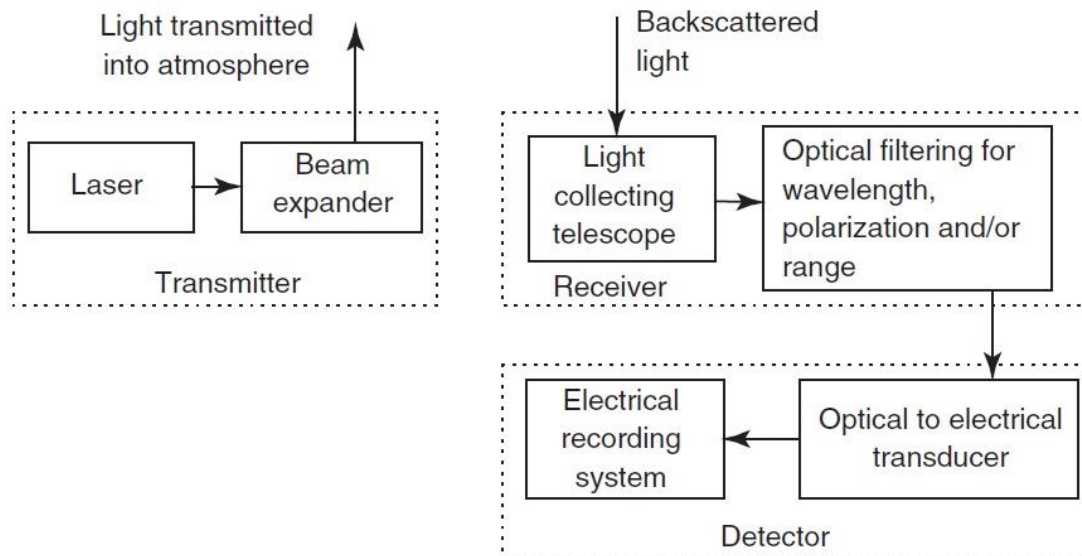 Light transmitted
into atmosphere
Laser
Beam
expander
Transmitter
Backscattered
light
Light
collecting
telescope
Optical filtering for
wavelength,
polarization and/or
range
Receiver
Electrical
recording
system
Optical to electrical
transducer
Detector